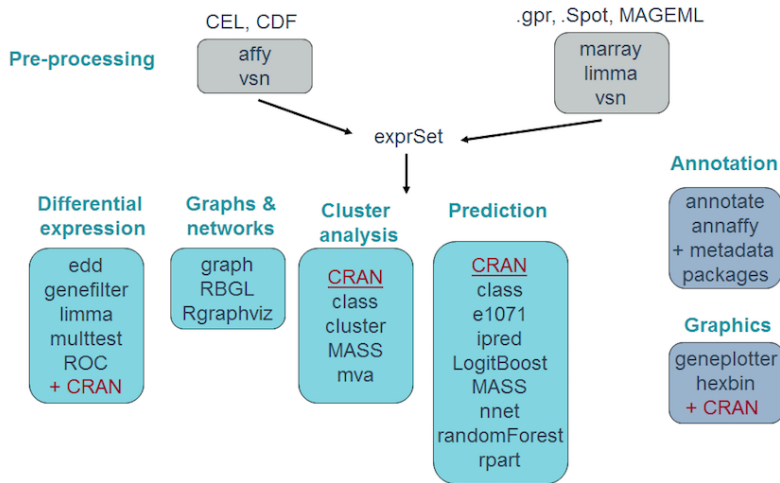 CEL, CDF
.gpr, .Spot, MAGEML
Pre-processing
affy
vsn
marray
limma
vsn
exprSet
Differential
expression
edd
genefilter
limma
multtest
ROC
+ CRAN
Graphs &
networks
graph
RBGL
Rgraphviz
Cluster
analysis
CRAN
class
cluster
MASS
mva
Prediction
CRAN
class
e1071
ipred
LogitBoost
MASS
nnet
randomForest
rpart
Annotation
annotate
annaffy
+ metadata
packages
Graphics
geneplotter
hexbin
+ CRAN